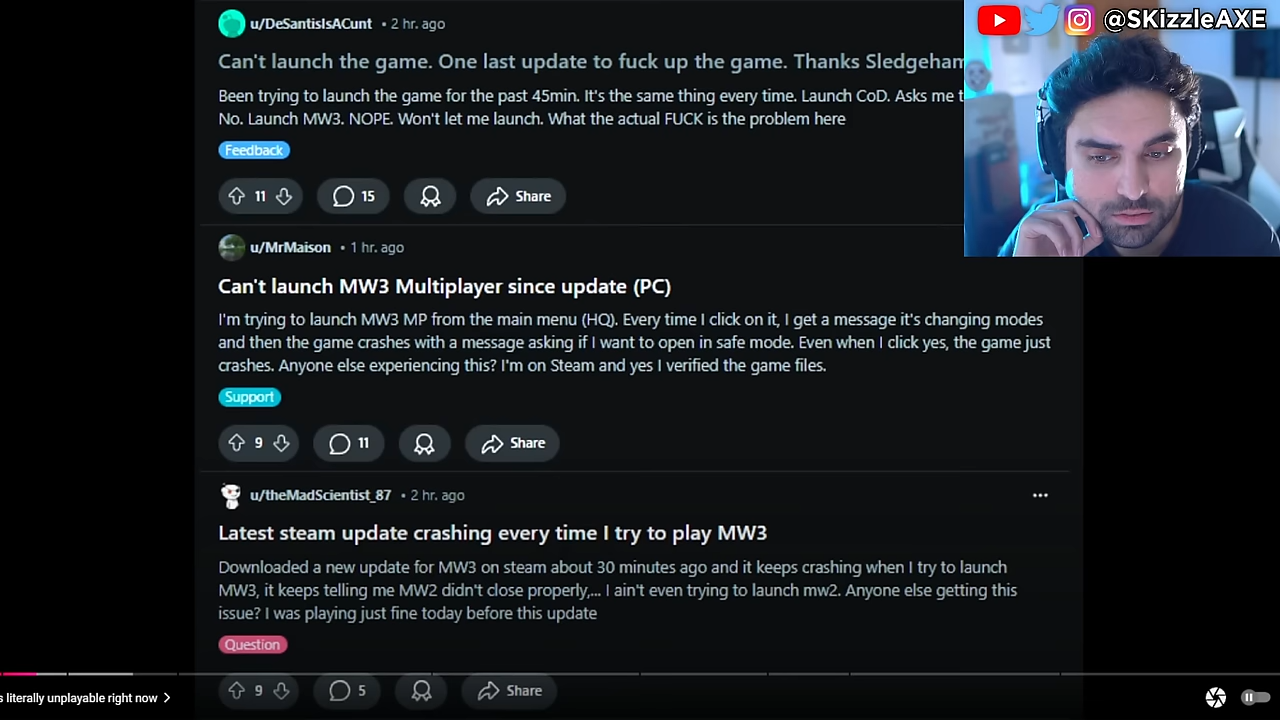 u/DeSantisIsACunt • 2 hr. ago
@SKizzleAXE
Can't launch the game. One last update to fuck up the game. Thanks Sledgeham
Been trying to launch the game for the past 45min. It's the same thing every time. Launch CoD. Asks me t
No. Launch MW3. NOPE. Won't let me launch. What the actual FUCK is the problem here
Feedback
11 15 Share
u/MrMaison • 1 hr. ago
Can't launch MW3 Multiplayer since update (PC)
I'm trying to launch MW3 MP from the main menu (HQ). Every time I click on it, I get a message it's changing modes
and then the game crashes with a message asking if I want to open in safe mode. Even when I click yes, the game just
crashes. Anyone else experiencing this? I'm on Steam and yes I verified the game files.
Support
9 11 Share
u/theMadScientist_87 • 2 hr. ago
Latest steam update crashing every time I try to play MW3
Downloaded a new update for MW3 on steam about 30 minutes ago and it keeps crashing when I try to launch
MW3, it keeps telling me MW2 didn't close properly,... I ain't even trying to launch mw2. Anyone else getting this
issue? I was playing just fine today before this update
Question
9 5 Share
s literally unplayable right now